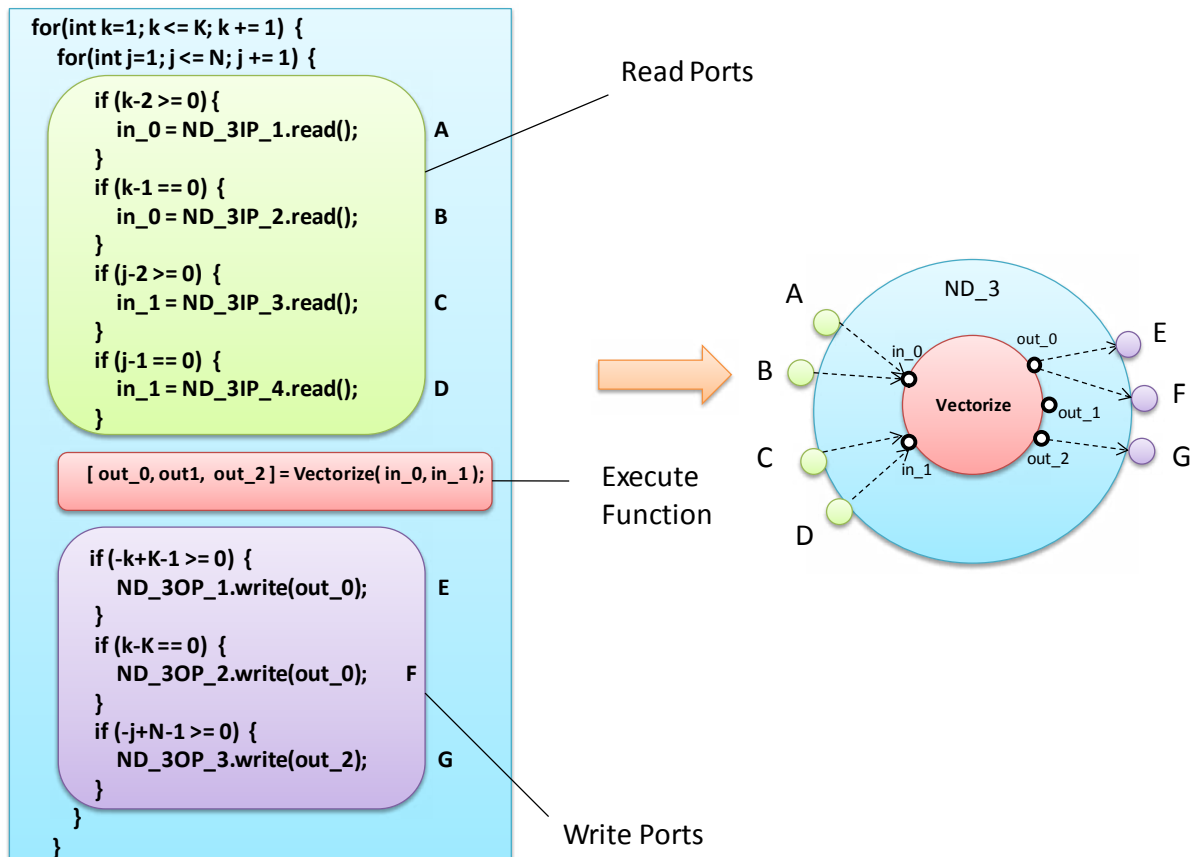 for(int k=1; k <= K; k += 1) {
for(int j=1; j <= N; j += 1) {
if (k-2 >= 0) {
in_0 = ND_3IP_1.read();
A
}
if (k-1 == 0) {
in_0 = ND_3IP_2.read();
B
}
if (j-2 >= 0) {
in_1 = ND_3IP_3.read();
C
}
if (j-1 == 0) {
in_1 = ND_3IP_4.read();
D
}
[ out_0, out1, out_2 ] = Vectorize( in_0, in_1 );
if (-k+K-1 >= 0) {
ND_3OP_1.write(out_0);
E
}
if (k-K == 0) {
ND_3OP_2.write(out_0);
F
}
if (-j+N-1 >= 0) {
ND_3OP_3.write(out_2);
G
}
}
}
Read Ports
Execute
Function
Write Ports
ND_3
A
B
C
D
in_0
in_1
Vectorize
out_0
out_1
out_2
E
F
G